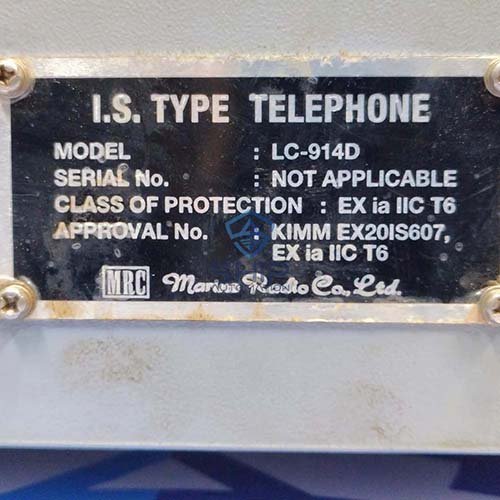 I.S. TYPE TELEPHONE
MODEL : LC-914D
SERIAL No. : NOT APPLICABLE
CLASS OF PROTECTION : EX ia IIC T6
APPROVAL No. : KIMM EX20IS607,
EX ia IIC T6
MRC Marine Radio Co., Ltd.
AUTOMATION